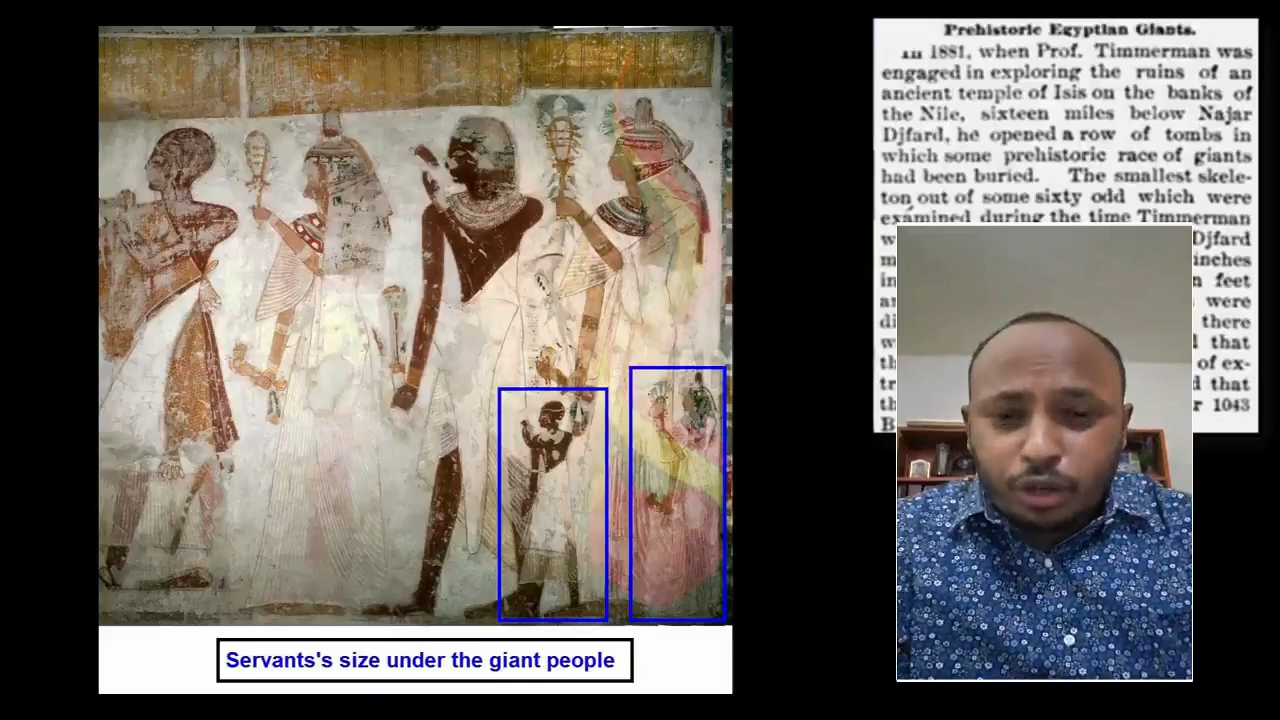 Prehistoric Egyptian Giants.
In 1881, when Prof. Timmerman was
engaged in exploring the ruins of an
ancient temple of Isis on the banks of
the Nile, sixteen miles below Najar
Djfard, he opened a row of tombs in
which some prehistoric race of giants
had been buried. The smallest skele-
ton out of some sixty odd which were
examined during the time Timmerman
Djfard
inches
feet
were
there
that
of ex-
that
1043
Servants's size under the giant people